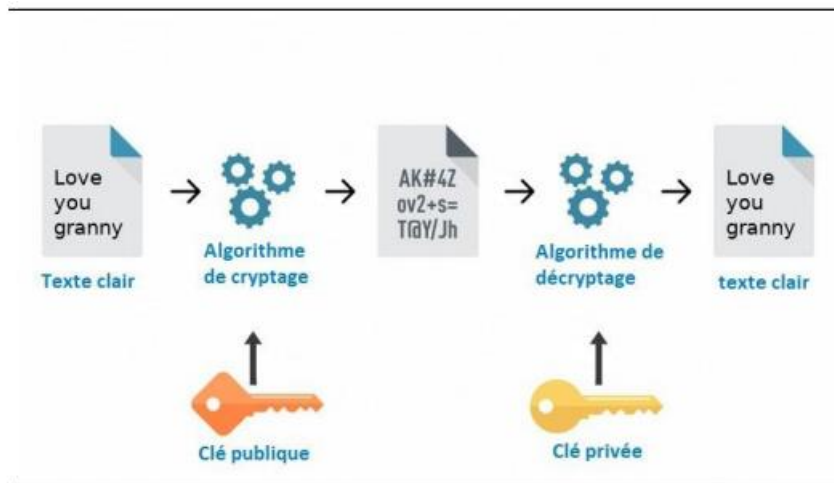 Love
you
granny
Texte clair
Algorithme
de cryptage
AK#4Z
ov2+s=
T@Y/Jh
Algorithme de
décryptage
Love
you
granny
texte clair
Clé publique
Clé privée